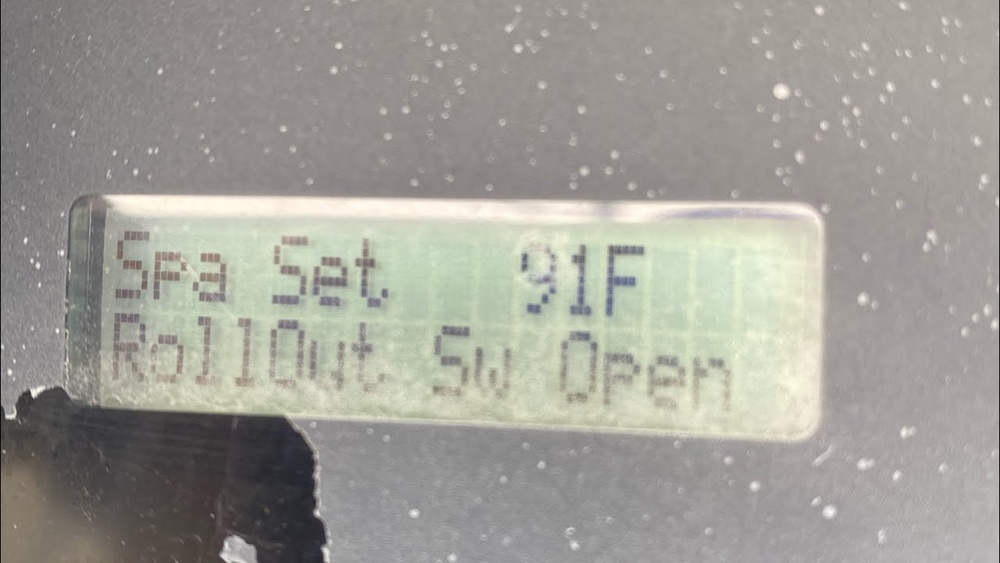 Spa Set 91F
RollOut Sw Open